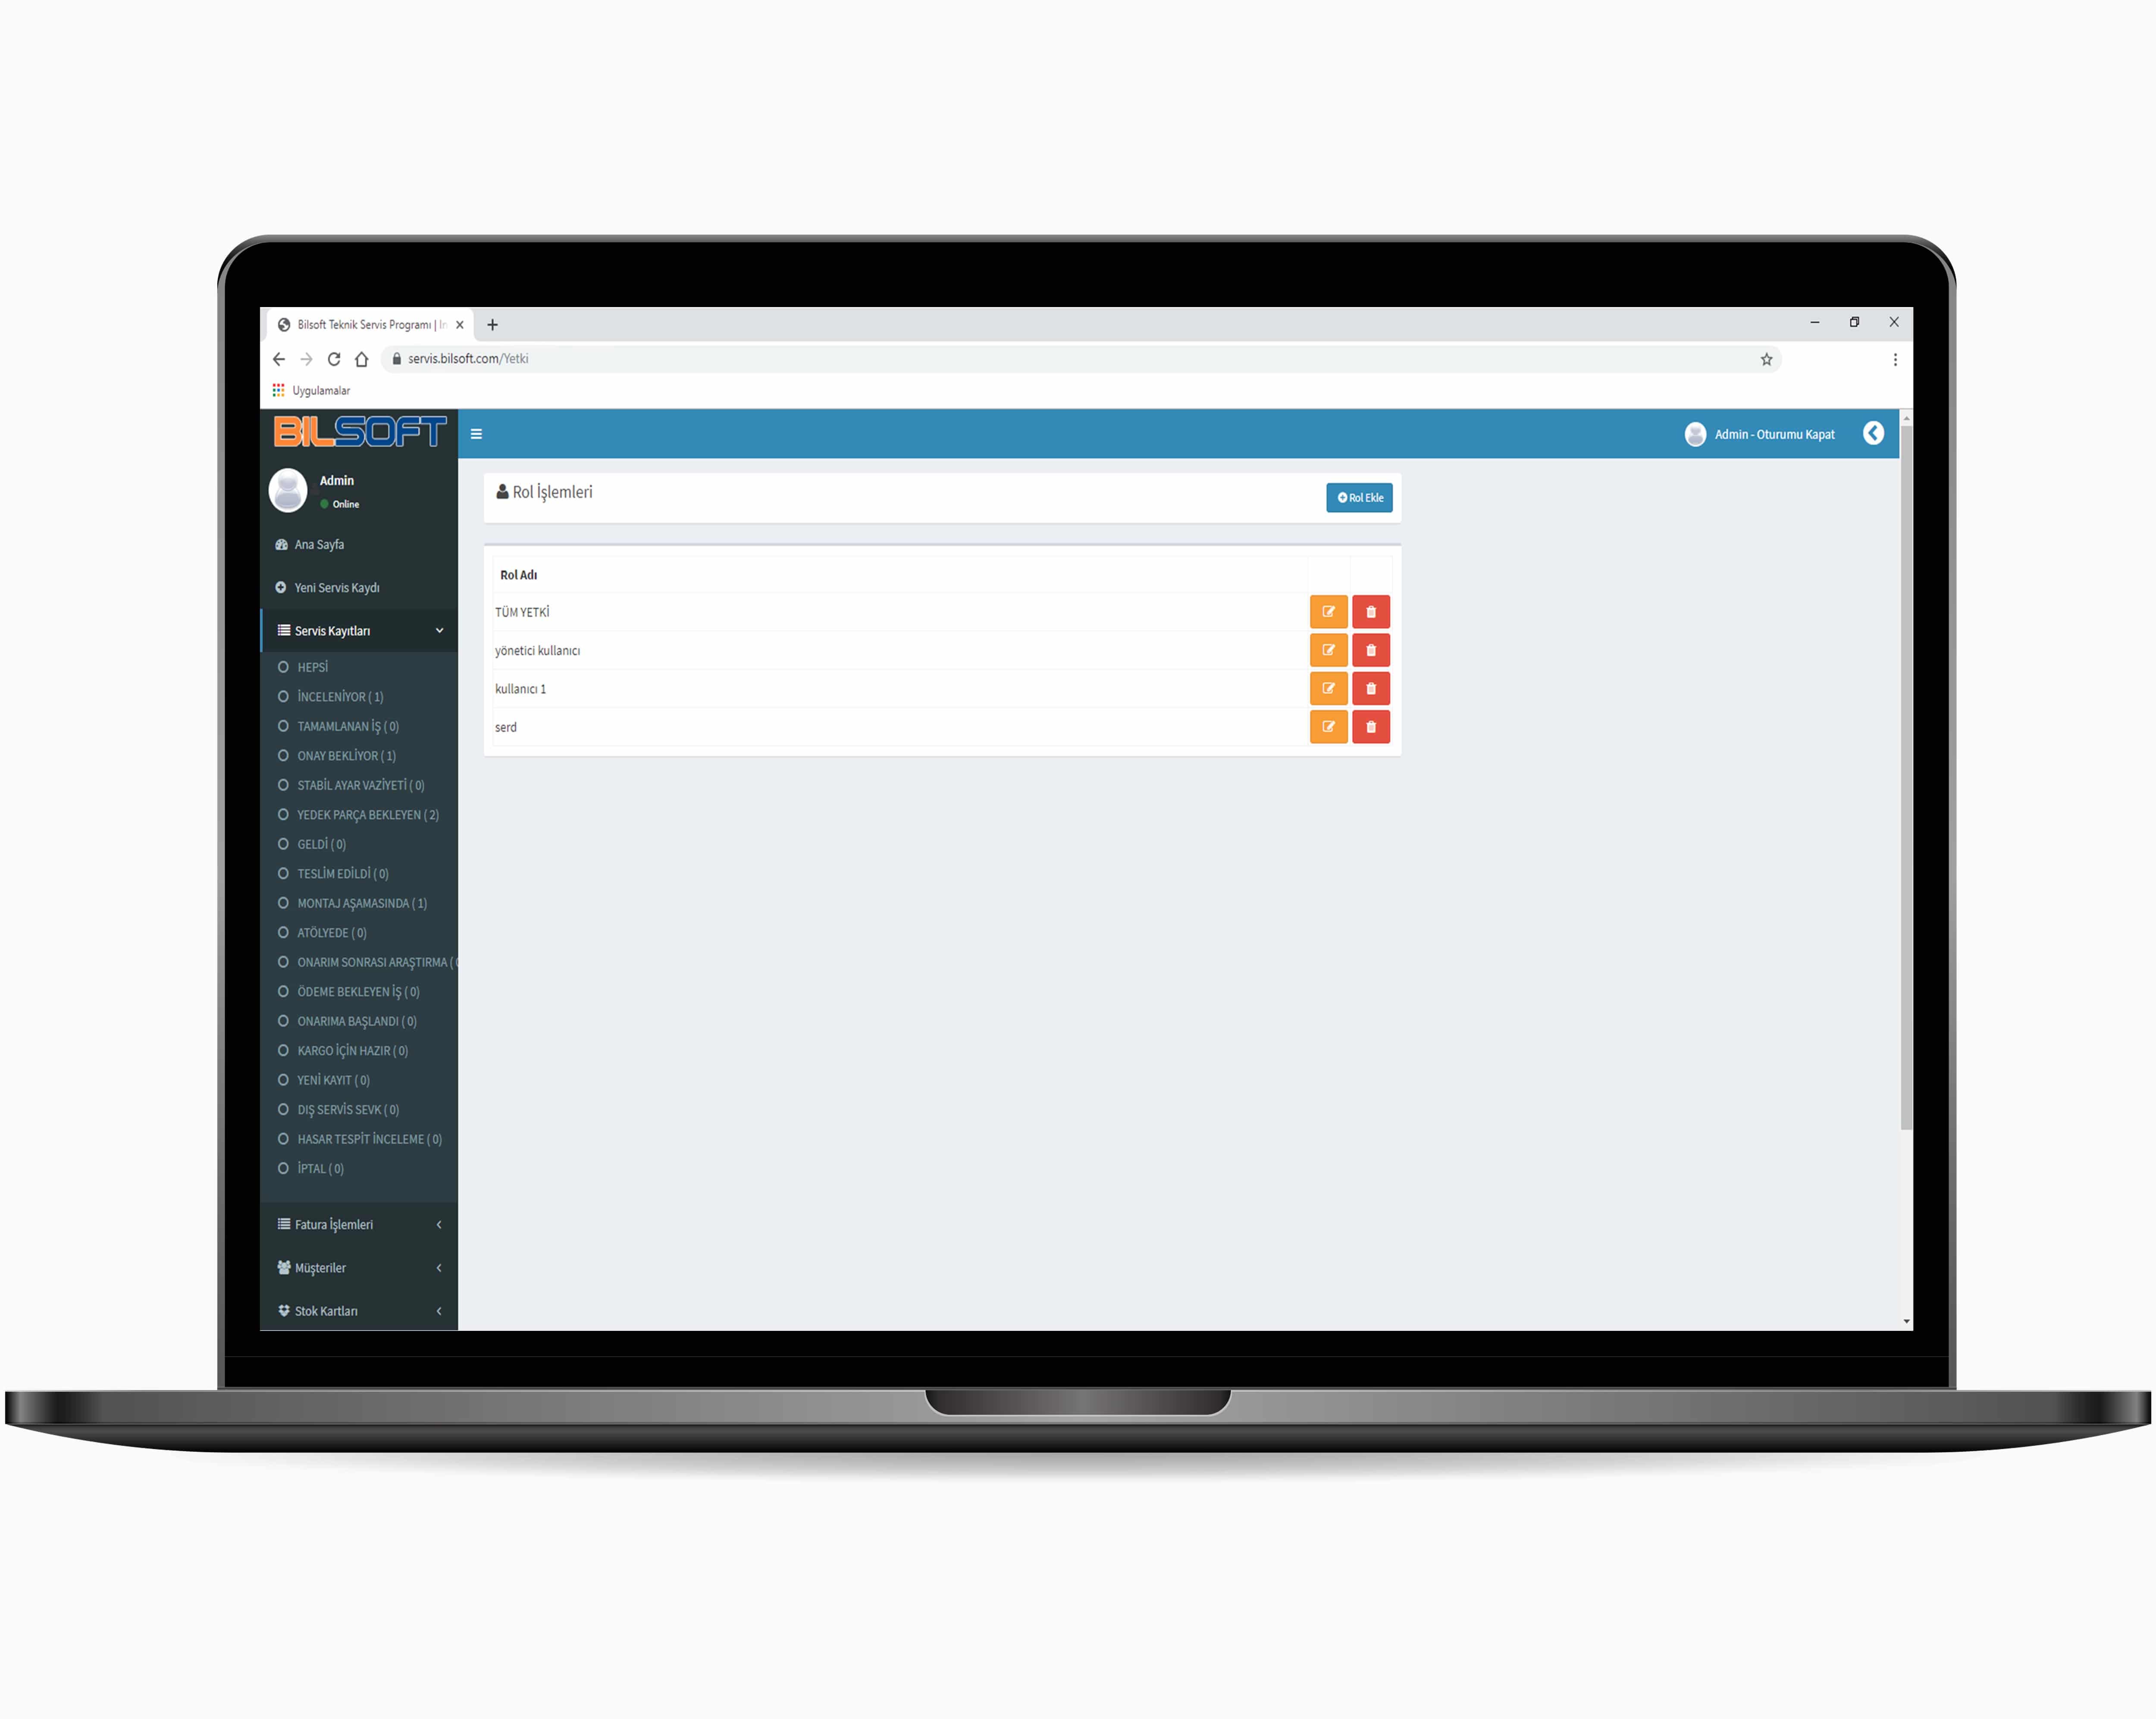 Bilsoft Teknik Servis Programı | In
servis.bilsoft.com/Yetki
Uygulamalar
BILSOFT
Admin - Oturumu Kapat
Admin
Online
Ana Sayfa
Yeni Servis Kaydı
Servis Kayıtları
HEPSİ
İNCELENİYOR ( 1)
TAMAMLANAN İŞ ( 0)
ONAY BEKLİYOR ( 1)
STABİL AYAR VAZİYETİ ( 0)
YEDEK PARÇA BEKLEYEN ( 2)
GELDİ ( 0)
TESLİM EDİLDİ ( 0)
MONTAJ AŞAMASINDA ( 1)
ATÖLYEDE ( 0)
ONARIM SONRASI ARAŞTIRMA (
ÖDEME BEKLEYEN İŞ ( 0)
ONARIMA BAŞLANDI ( 0)
KARGO İÇİN HAZIR ( 0)
YENİ KAYIT ( 0)
DIŞ SERVİS SEVK ( 0)
HASAR TESPİT İNCELEME ( 0)
İPTAL ( 0)
Fatura İşlemleri
Müşteriler
Stok Kartları
Rol İşlemleri
Rol Ekle
Rol Adı
TÜM YETKİ
yönetici kullanıcı
kullanıcı 1
serd